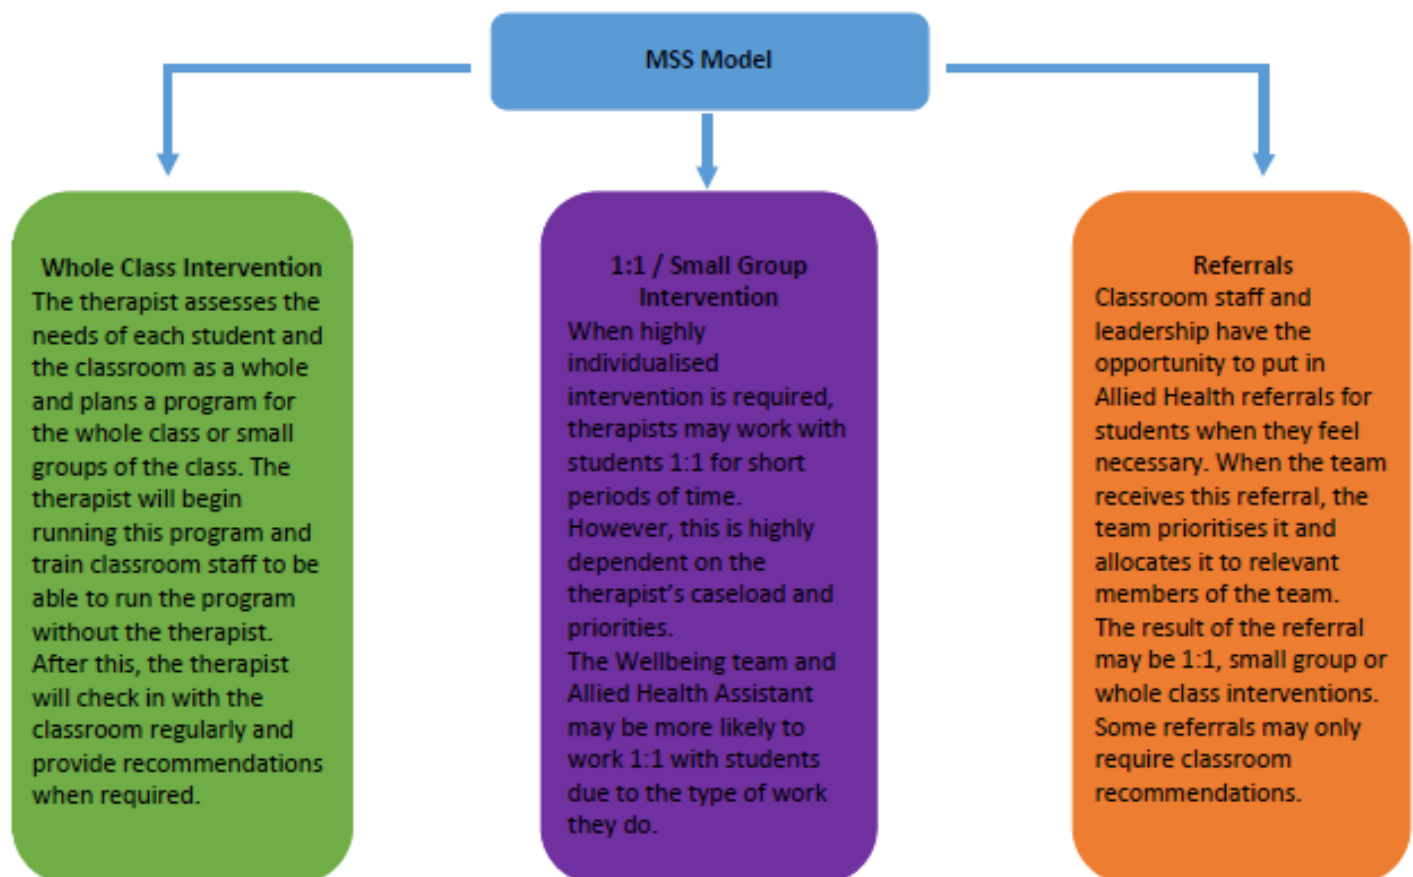 MSS Model
Whole Class Intervention
The therapist assesses the
needs of each student and
the classroom as a whole
and plans a program for
the whole class or small
groups of the class. The
therapist will begin
running this program and
train classroom staff to be
able to run the program
without the therapist.
After this, the therapist
will check in with the
classroom regularly and
provide recommendations
when required.
1:1 / Small Group
Intervention
When highly
individualised
intervention is required,
therapists may work with
students 1:1 for short
periods of time.
However, this is highly
dependent on the
therapist's caseload and
priorities.
The Wellbeing team and
Allied Health Assistant
may be more likely to
work 1:1 with students
due to the type of work
they do.
Referrals
Classroom staff and
leadership have the
opportunity to put in
Allied Health referrals for
students when they feel
necessary. When the team
receives this referral, the
team prioritises it and
allocates it to relevant
members of the team.
The result of the referral
may be 1:1, small group or
whole class interventions.
Some referrals may only
require classroom
recommendations.